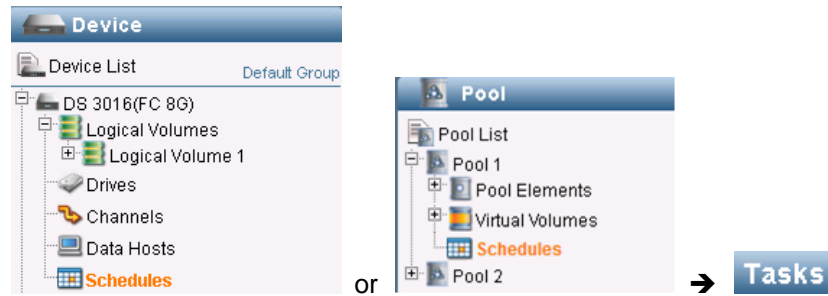 Device
Device List Default Group
DS 3016(FC 8G)
Logical Volumes
Logical Volume 1
Drives
Channels
Data Hosts
Schedules
or
Pool
Pool List
Pool 1
Pool Elements
Virtual Volumes
Schedules
Pool 2
➔ Tasks